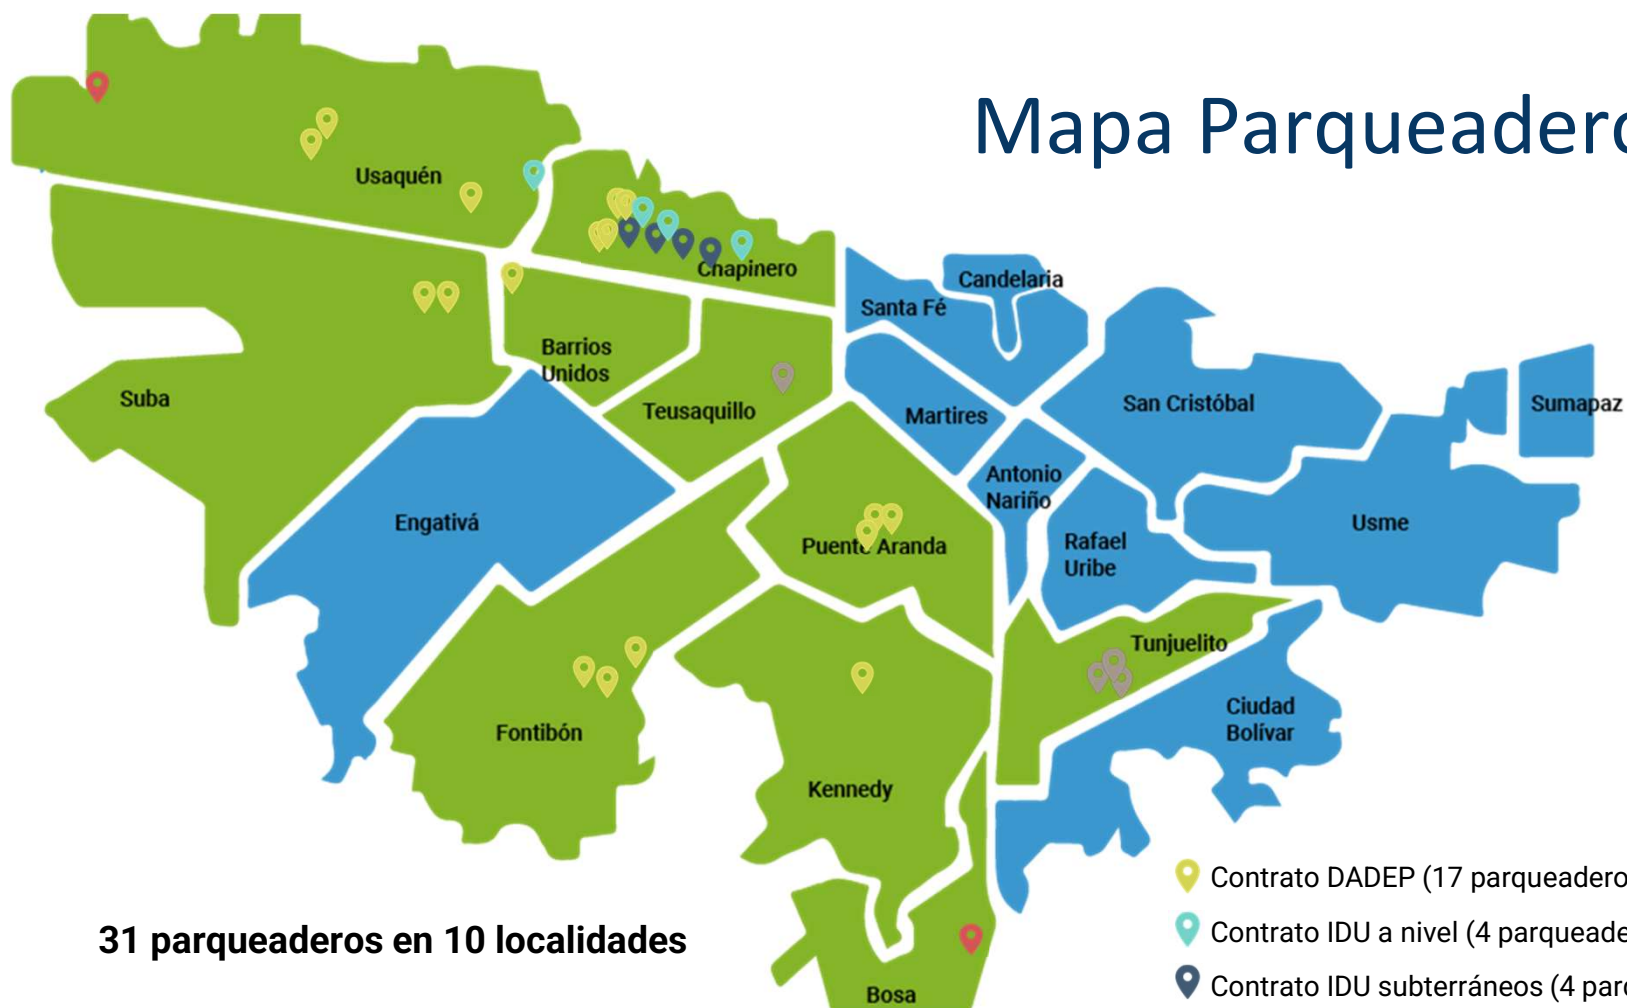 Mapa Parqueadero
Usaquén
Chapinero
Candelaria
Santa Fé
Barrios
Unidos
Suba
Teusaquillo
Martires
San Cristóbal
Sumapaz
Antonio
Nariño
Engativá
Puente Aranda
Usme
Rafael
Uribe
Tunjuelito
Fontibón
Ciudad
Bolívar
Kennedy
Contrato DADEP (17 parqueadero
Contrato IDU a nivel (4 parqueade
31 parqueaderos en 10 localidades
Contrato IDU subterráneos (4 parq
Bosa